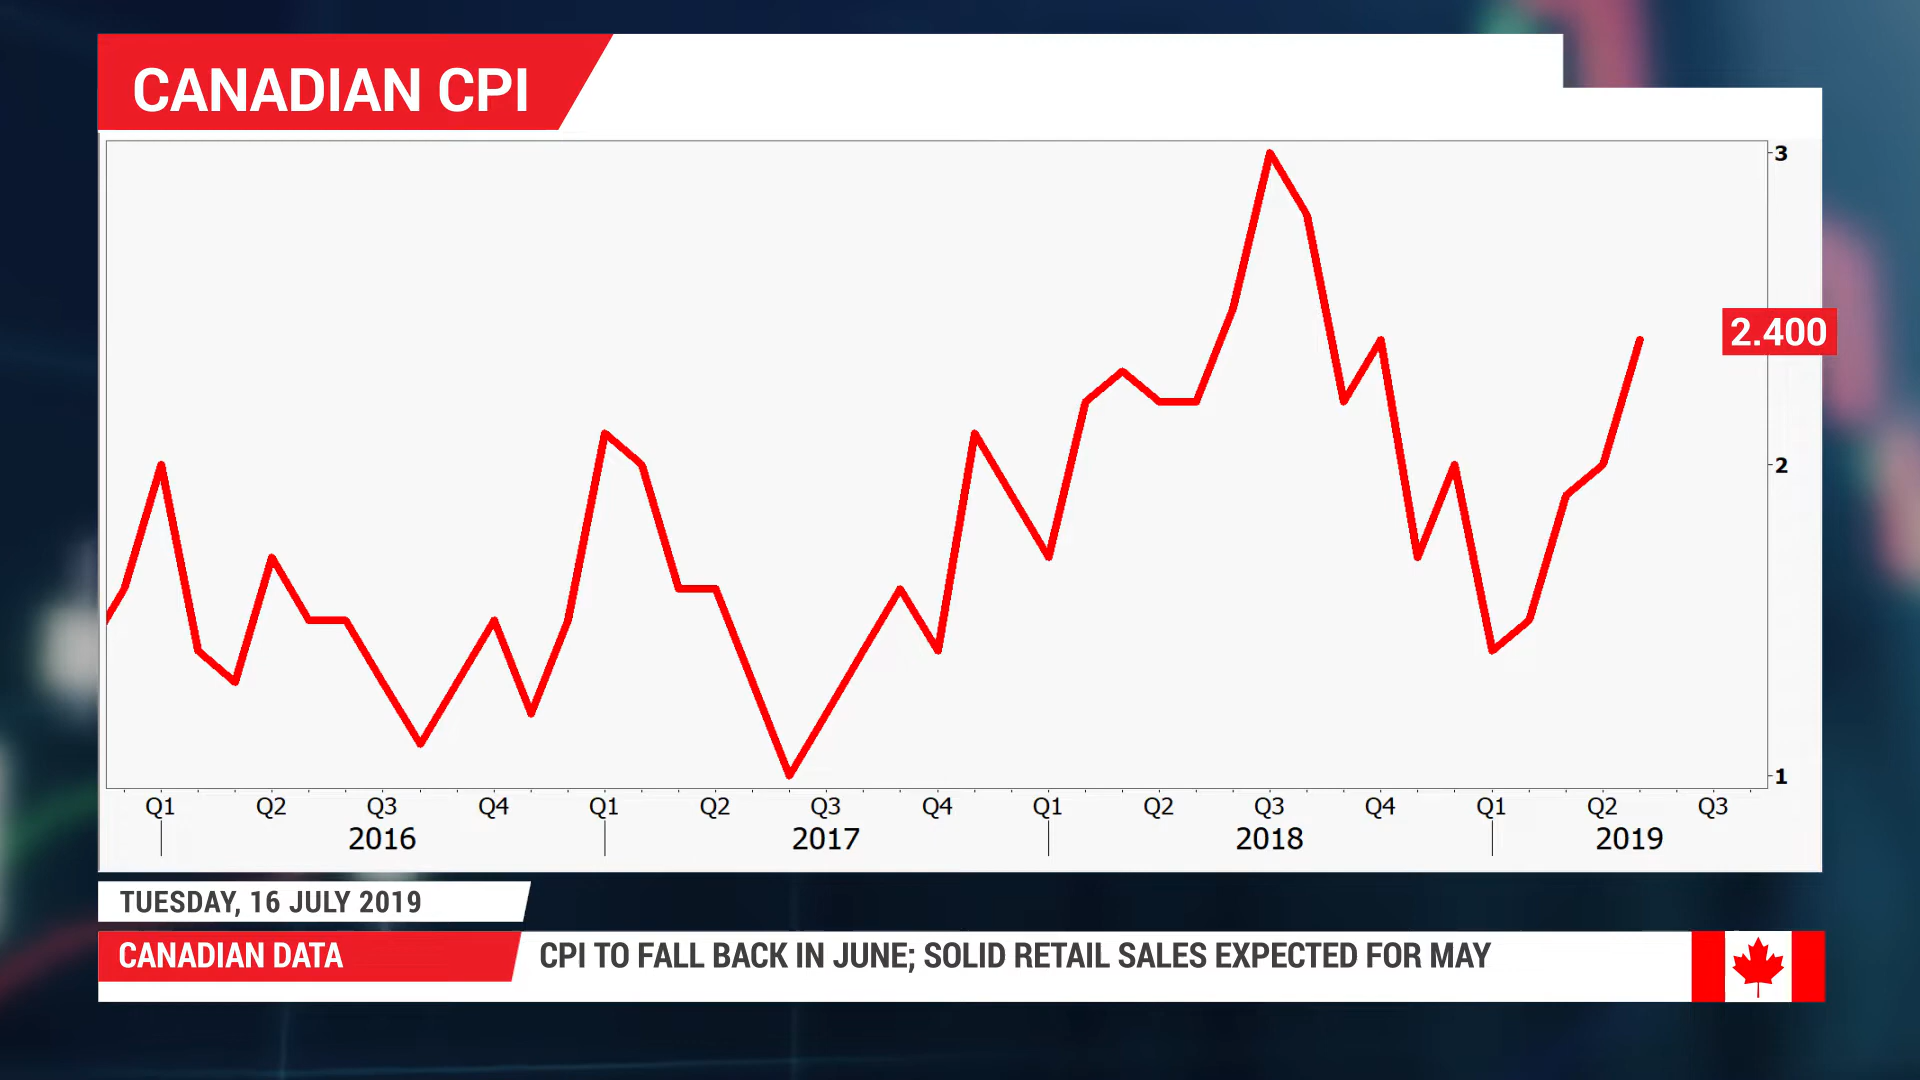 CANADIAN CPI
3
2.400
2
1
Q1 Q2 Q3 Q4 Q1 Q2 Q3 Q4 Q1 Q2 Q3 Q4 Q1 Q2 Q3
2016 2017 2018 2019
TUESDAY, 16 JULY 2019
CANADIAN DATA
CPI TO FALL BACK IN JUNE; SOLID RETAIL SALES EXPECTED FOR MAY